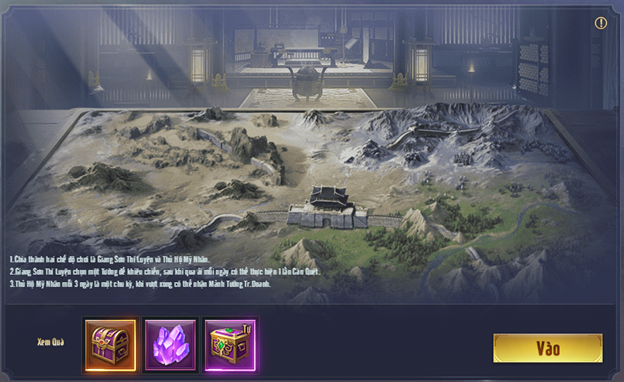 1.Chia thành hai chế độ chơi là Giang Sơn Thí Luyện và Thủ Hộ Mỹ Nhân.
2.Giang Sơn Thí Luyện chọn một Tướng để khiêu chiến, sau khi qua ải mỗi ngày có thể thực hiện 1 lần Càn Quét.
3.Thủ Hộ Mỹ Nhân mỗi 3 ngày là một chu kỳ, khi vượt xong có thể nhận Mảnh Tướng Tr.Doanh.
Xem Quà
Tự
Vào